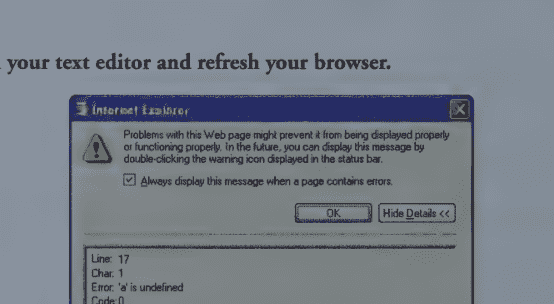 your text editor and refresh your browser.
Internet Explorer
Problems with this Web page might prevent it from being displayed properly
or functioning properly. In the future, you can display this message by
double-clicking the warning icon displayed in the status bar.
Always display this message when a page contains errors.
OK
Hide Details <<
Line: 17
Char: 1
Error: 'a' is undefined
Code: 0